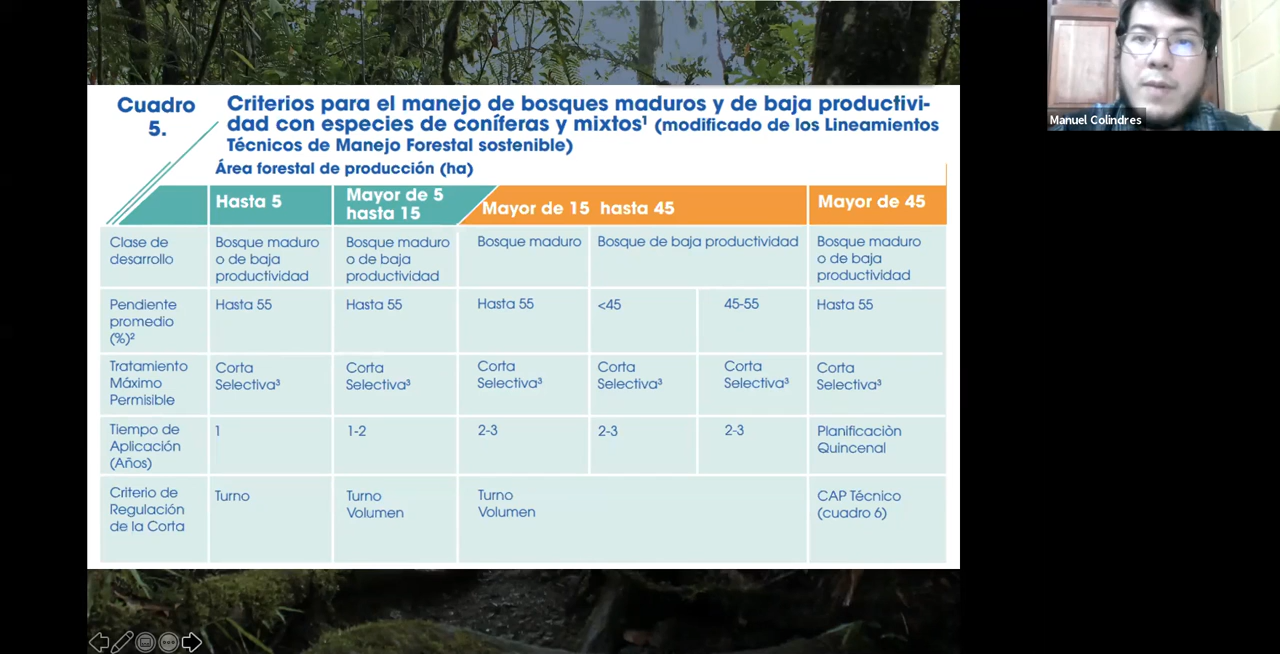 Cuadro
5.
Criterios para el manejo de bosques maduros y de baja productivi-
dad con especies de coníferas y mixtos¹ (modificado de los Lineamientos
Técnicos de Manejo Forestal sostenible)
Área forestal de producción (ha)
Hasta 5
Mayor de 5
hasta 15
Mayor de 15 hasta 45
Mayor de 45
Clase de
desarrollo
Bosque maduro
o de baja
productividad
Bosque maduro
o de baja
productividad
Bosque maduro
Bosque de baja productividad
Bosque maduro
o de baja
productividad
Pendiente
promedio
(%)²
Hasta 55
Hasta 55
Hasta 55
<45
45-55
Hasta 55
Tratamiento
Máximo
Permisible
Corta
Selectiva³
Corta
Selectiva³
Corta
Selectiva³
Corta
Selectiva³
Corta
Selectiva³
Corta
Selectiva³
Tiempo de
Aplicación
(Años)
1
1-2
2-3
2-3
2-3
Planificaciòn
Quincenal
Criterio de
Regulación
de la Corta
Turno
Turno
Volumen
Turno
Volumen
CAP Técnico
(cuadro 6)
Manuel Colindres